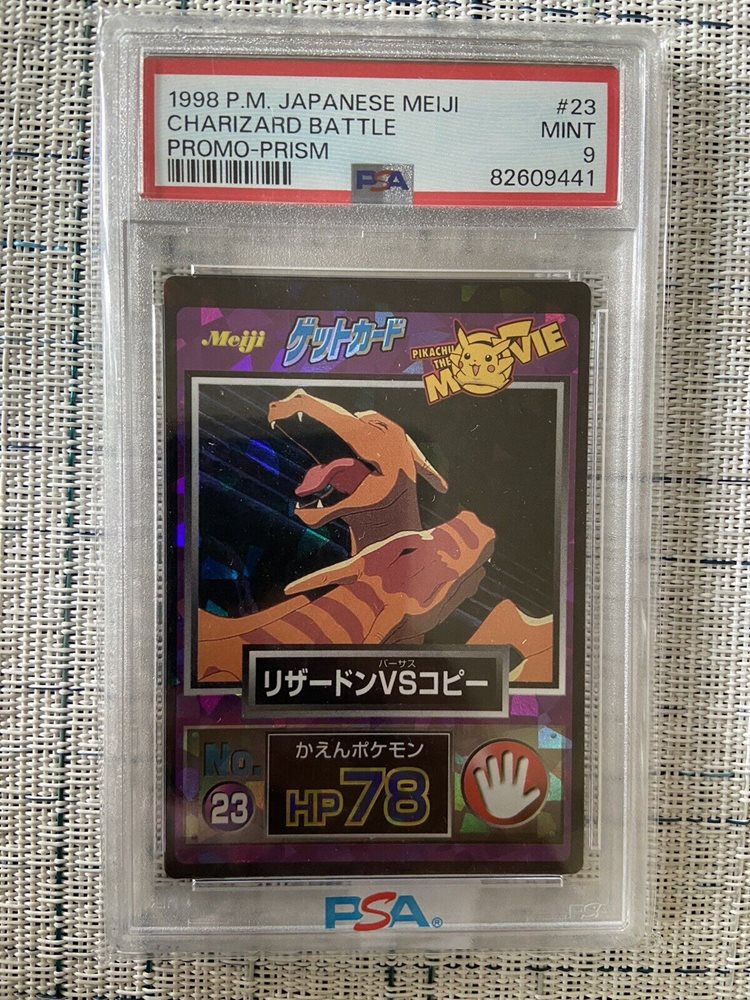 1998 P.M. JAPANESE MEIJI #23
CHARIZARD BATTLE MINT
PROMO-PRISM 9
PSA 82609441
Meiji ゲットカード PIKACHU THE MOVIE
バーサス
リザードンVSコピー
No. 23
かえんポケモン
HP78
PSA®
PSA